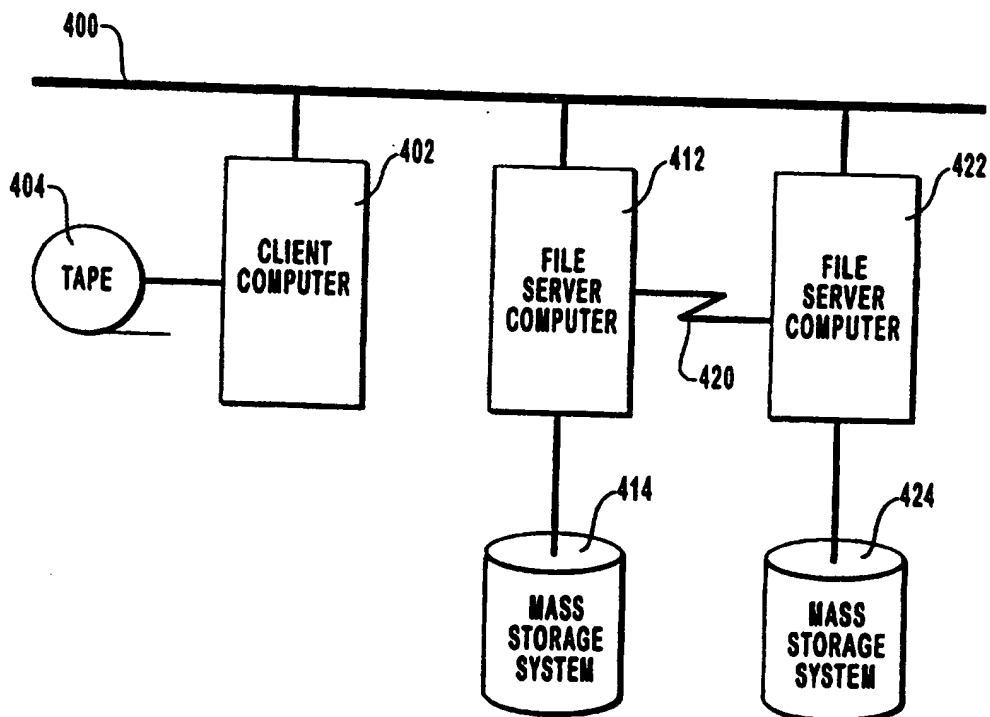 400
402
412
422
404
TAPE
CLIENT
COMPUTER
FILE
SERVER
COMPUTER
FILE
SERVER
COMPUTER
420
414
424
MASS
STORAGE
SYSTEM
MASS
STORAGE
SYSTEM